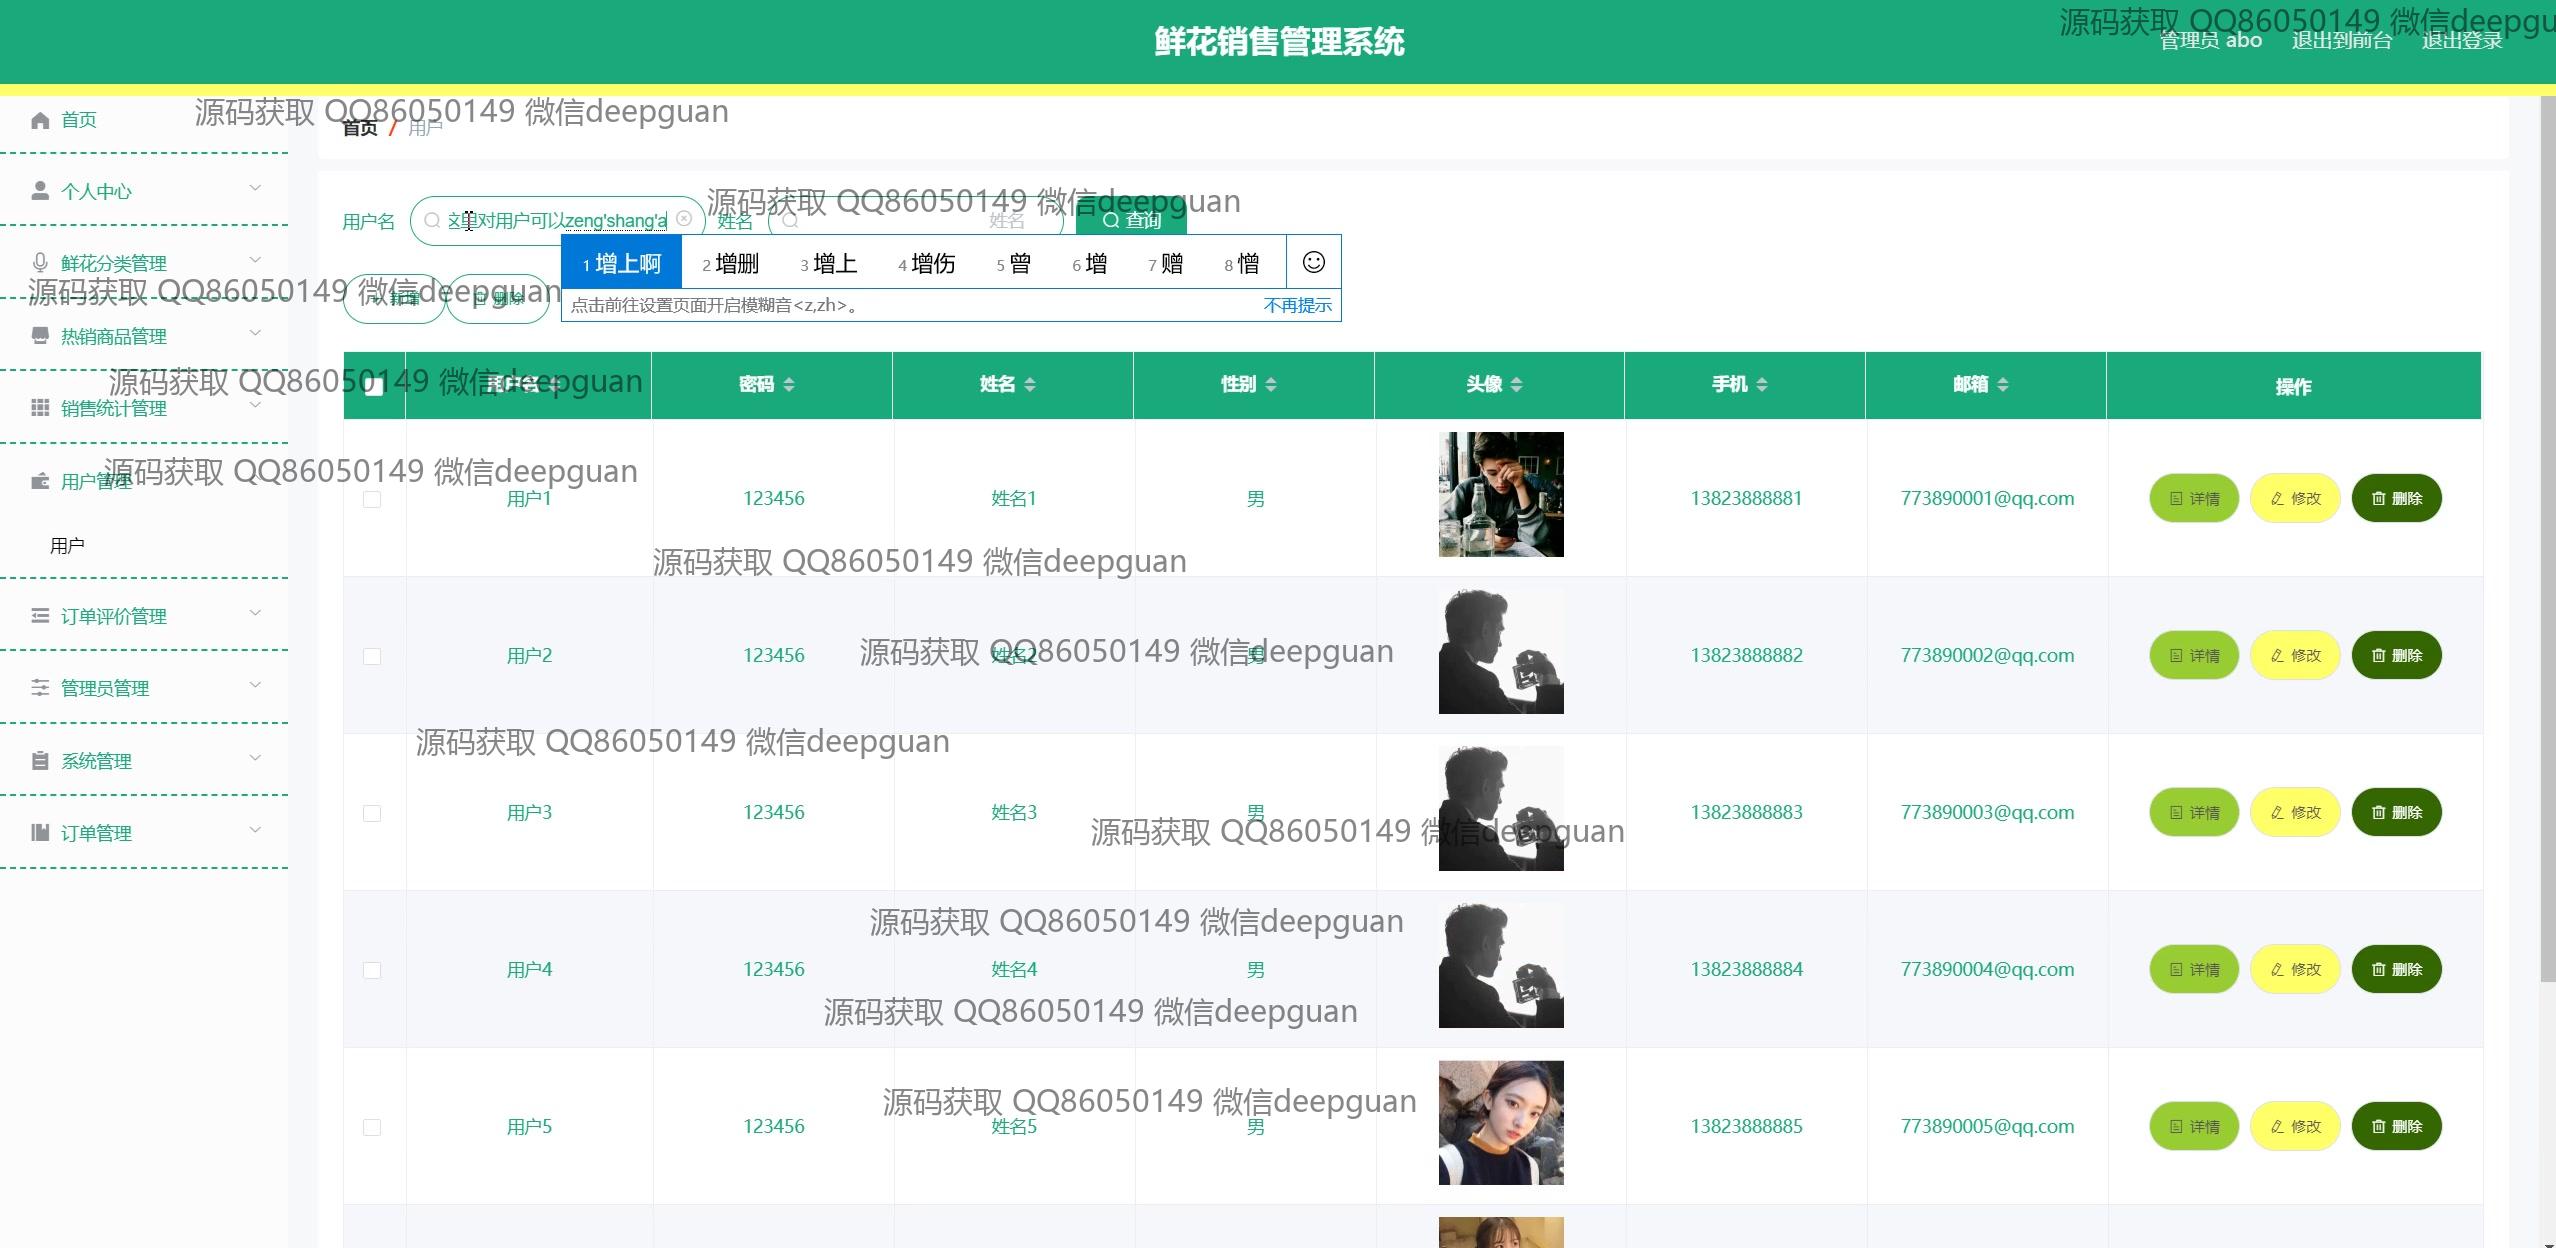 鲜花销售管理系统
源码获取 QQ86050149 微信deepgu
管理员 abo 退出到前台 退出登录
首页
源码获取 QQ86050149 微信deepguan
首页 / 用户
个人中心
源码获取 QQ86050149 微信deepguan
用户名 这里对用户可以zeng'shang'a 姓名 姓名 查询
鲜花分类管理
1 增上啊 2 增删 3 增上 4 增伤 5 曾 6 增 7 赠 8 憎
源码获取 QQ86050149 微信deepguan
新增 删除
点击前往设置页面开启模糊音<z,zh>。 不再提示
热销商品管理
源码获取 QQ86050149 微信deepguan
用户名 密码 姓名 性别 头像 手机 邮箱 操作
销售统计管理
源码获取 QQ86050149 微信deepguan
用户管理
用户1 123456 姓名1 男 13823888881 773890001@qq.com 详情 修改 删除
用户
源码获取 QQ86050149 微信deepguan
订单评价管理
源码获取 QQ86050149 微信deepguan
用户2 123456 姓名2 男 13823888882 773890002@qq.com 详情 修改 删除
管理员管理
源码获取 QQ86050149 微信deepguan
系统管理
用户3 123456 姓名3 男 13823888883 773890003@qq.com 详情 修改 删除
源码获取 QQ86050149 微信deepguan
订单管理
源码获取 QQ86050149 微信deepguan
用户4 123456 姓名4 男 13823888884 773890004@qq.com 详情 修改 删除
源码获取 QQ86050149 微信deepguan
源码获取 QQ86050149 微信deepguan
用户5 123456 姓名5 男 13823888885 773890005@qq.com 详情 修改 删除